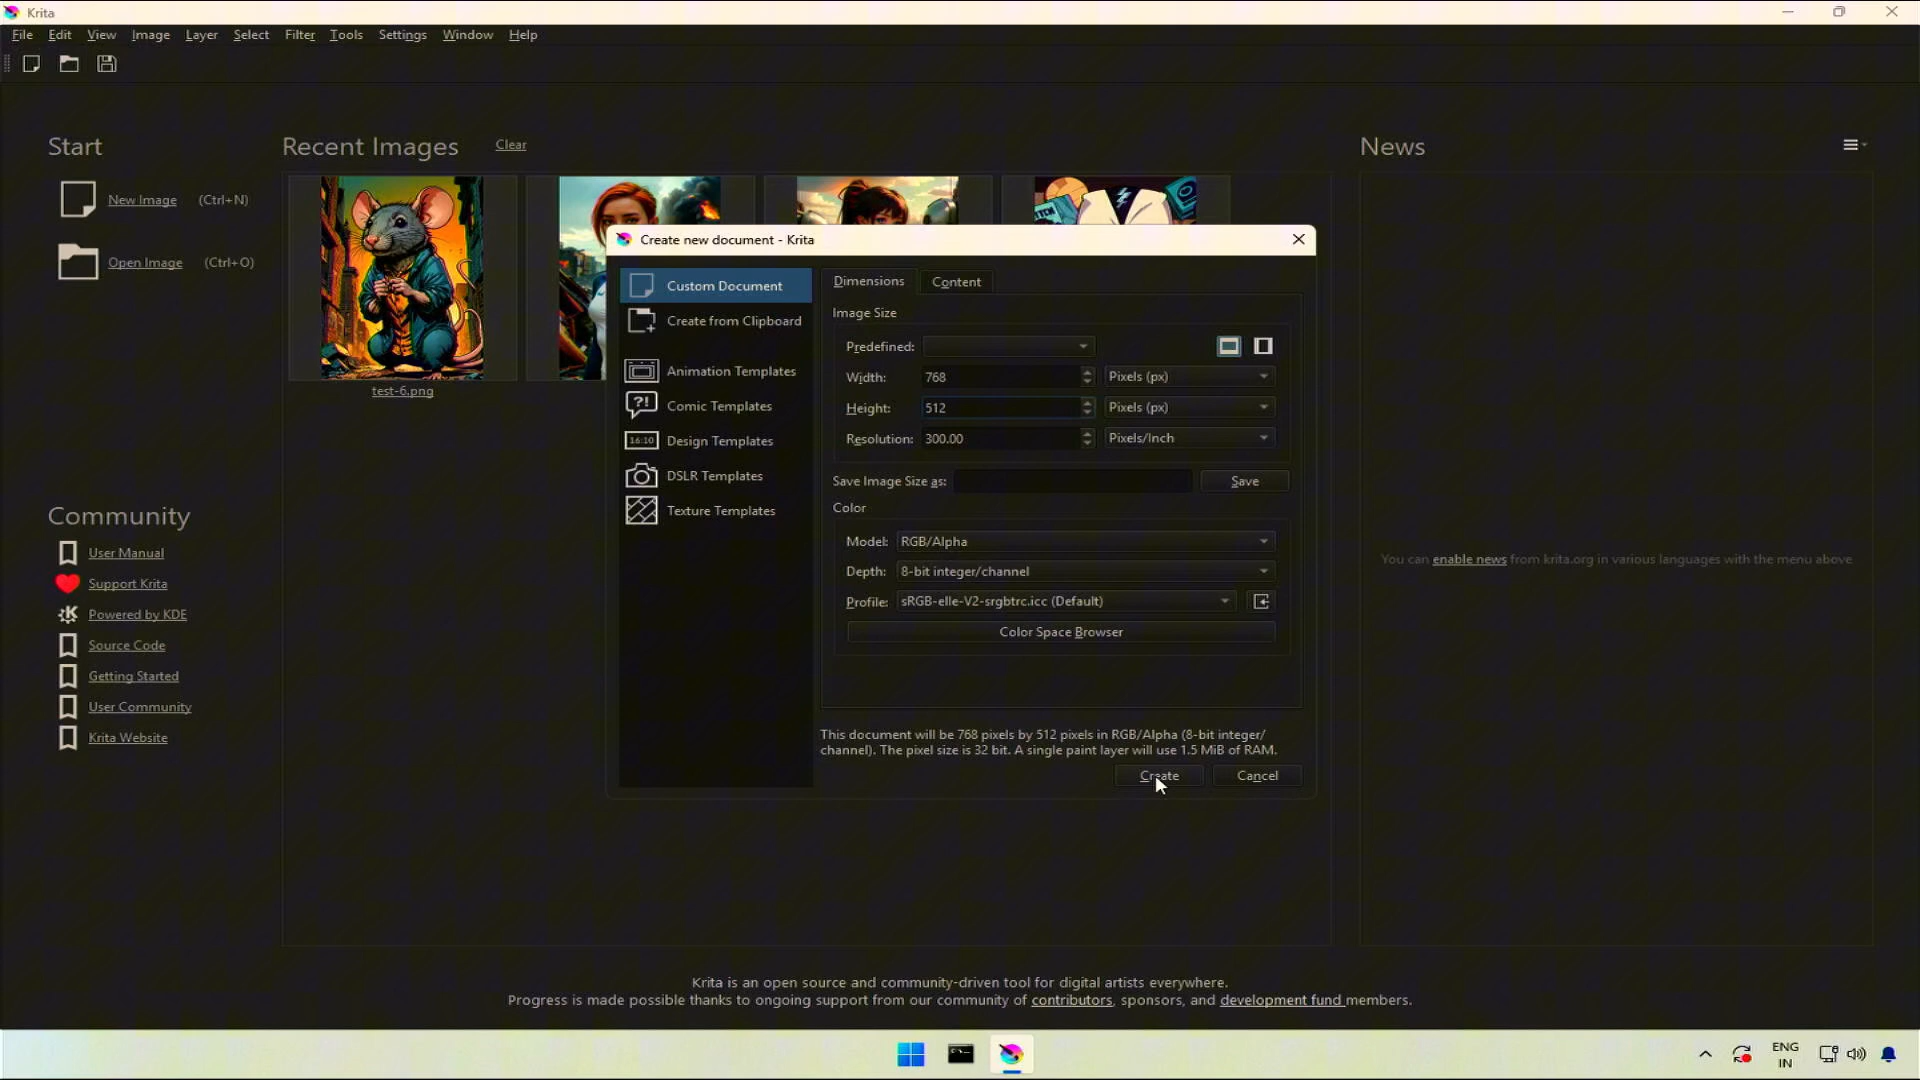 Krita
File Edit View Image Layer Select Filter Tools Settings Window Help
Start
New Image (Ctrl+N)
Open Image (Ctrl+O)
Recent Images Clear
test-6.png
News
You can enable news from krita.org in various languages with the menu above
Community
User Manual
Support Krita
Powered by KDE
Source Code
Getting Started
User Community
Krita Website
Create new document - Krita
Custom Document
Create from Clipboard
Animation Templates
?! Comic Templates
16:10 Design Templates
DSLR Templates
Texture Templates
Dimensions Content
Image Size
Predefined:
Width: 768 Pixels (px)
Height: 512 Pixels (px)
Resolution: 300.00 Pixels/Inch
Save Image Size as: Save
Color
Model: RGB/Alpha
Depth: 8-bit integer/channel
Profile: sRGB-elle-V2-srgbtrc.icc (Default)
Color Space Browser
This document will be 768 pixels by 512 pixels in RGB/Alpha (8-bit integer/
channel). The pixel size is 32 bit. A single paint layer will use 1.5 MiB of RAM.
Create Cancel
Krita is an open source and community-driven tool for digital artists everywhere.
Progress is made possible thanks to ongoing support from our community of contributors, sponsors, and development fund members.
ENG
IN